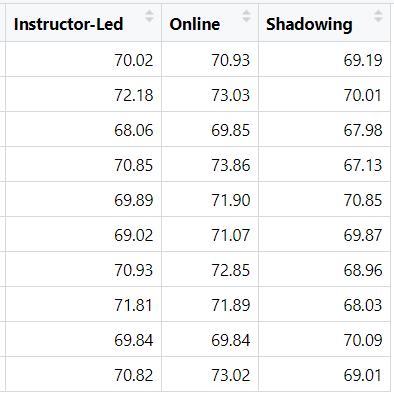 Instructor-Led Online Shadowing
70.02 70.93 69.19
72.18 73.03 70.01
68.06 69.85 67.98
70.85 73.86 67.13
69.89 71.90 70.85
69.02 71.07 69.87
70.93 72.85 68.96
71.81 71.89 68.03
69.84 69.84 70.09
70.82 73.02 69.01